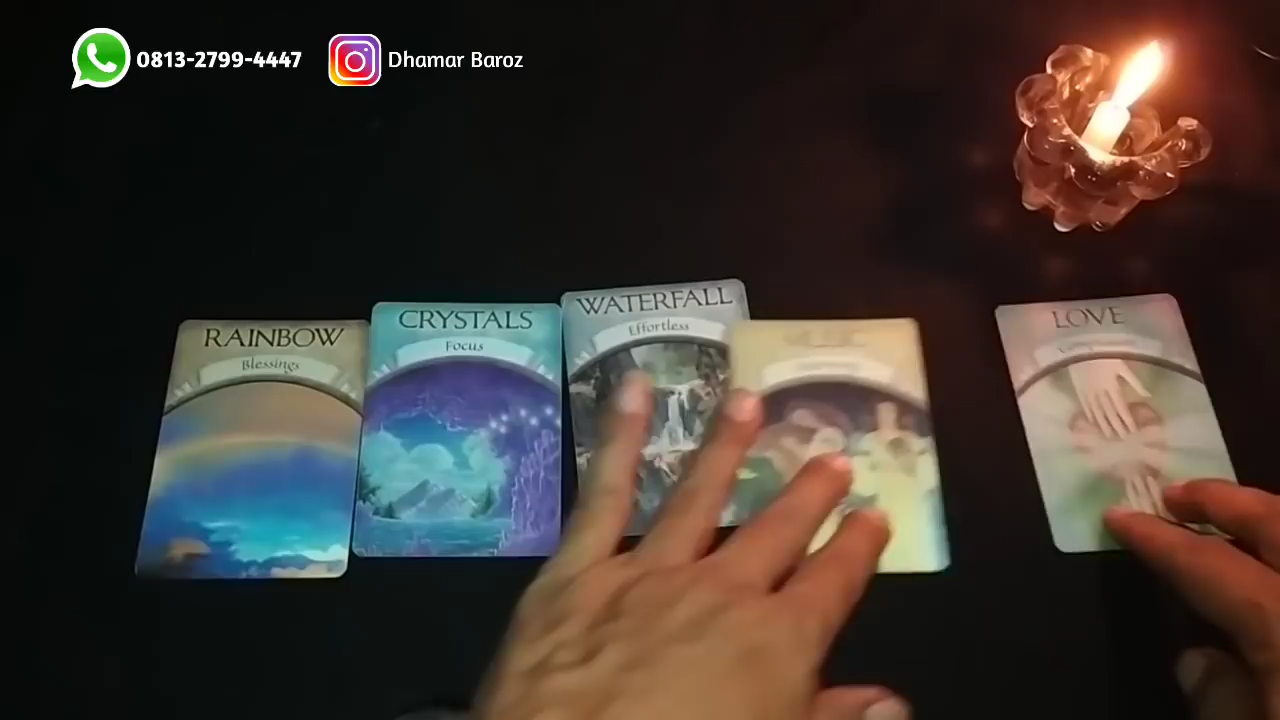 0813-2799-4447
Dhamar Baroz
RAINBOW
Blessings
CRYSTALS
Focus
WATERFALL
Effortless
LOVE